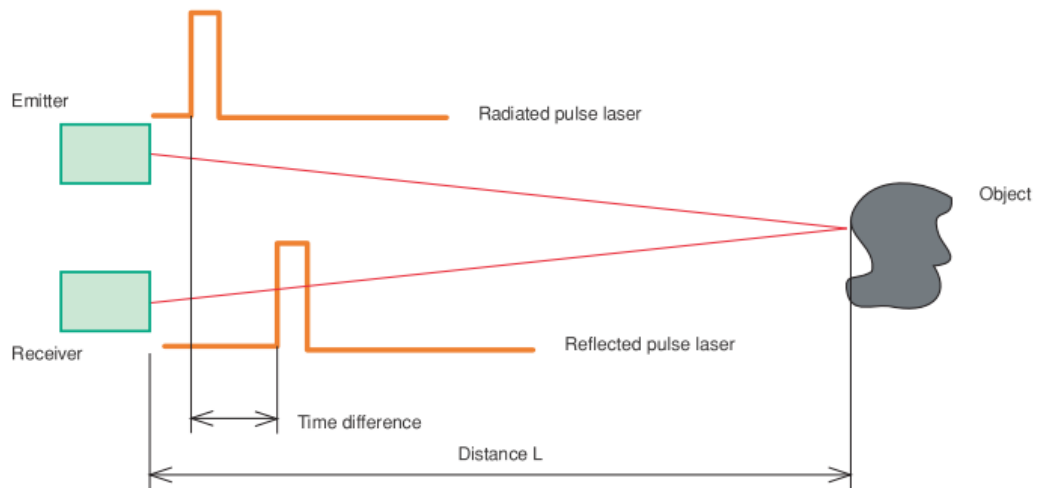 Emitter
Radiated pulse laser
Object
Receiver
Reflected pulse laser
Time difference
Distance L